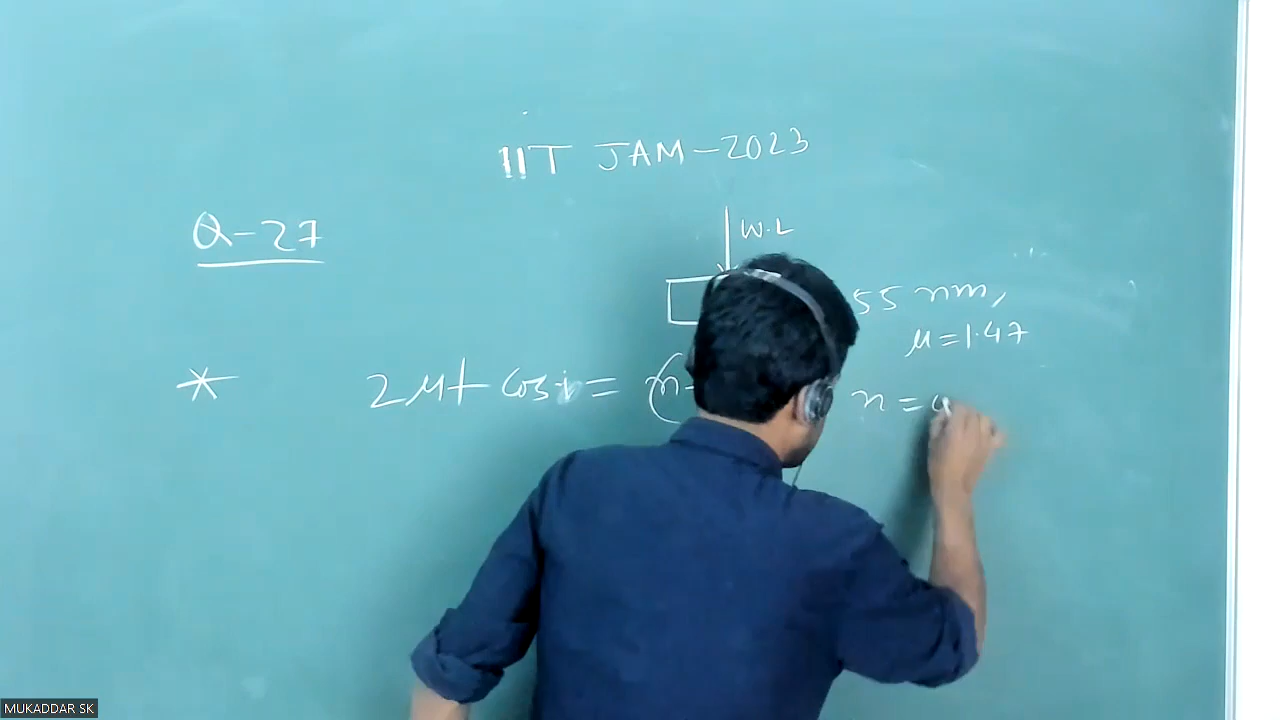 IIT JAM-2023
Q-27
W.L
55 nm,
μ=1.47
* 2μt cos i = (n- n =
MUKADDAR SK